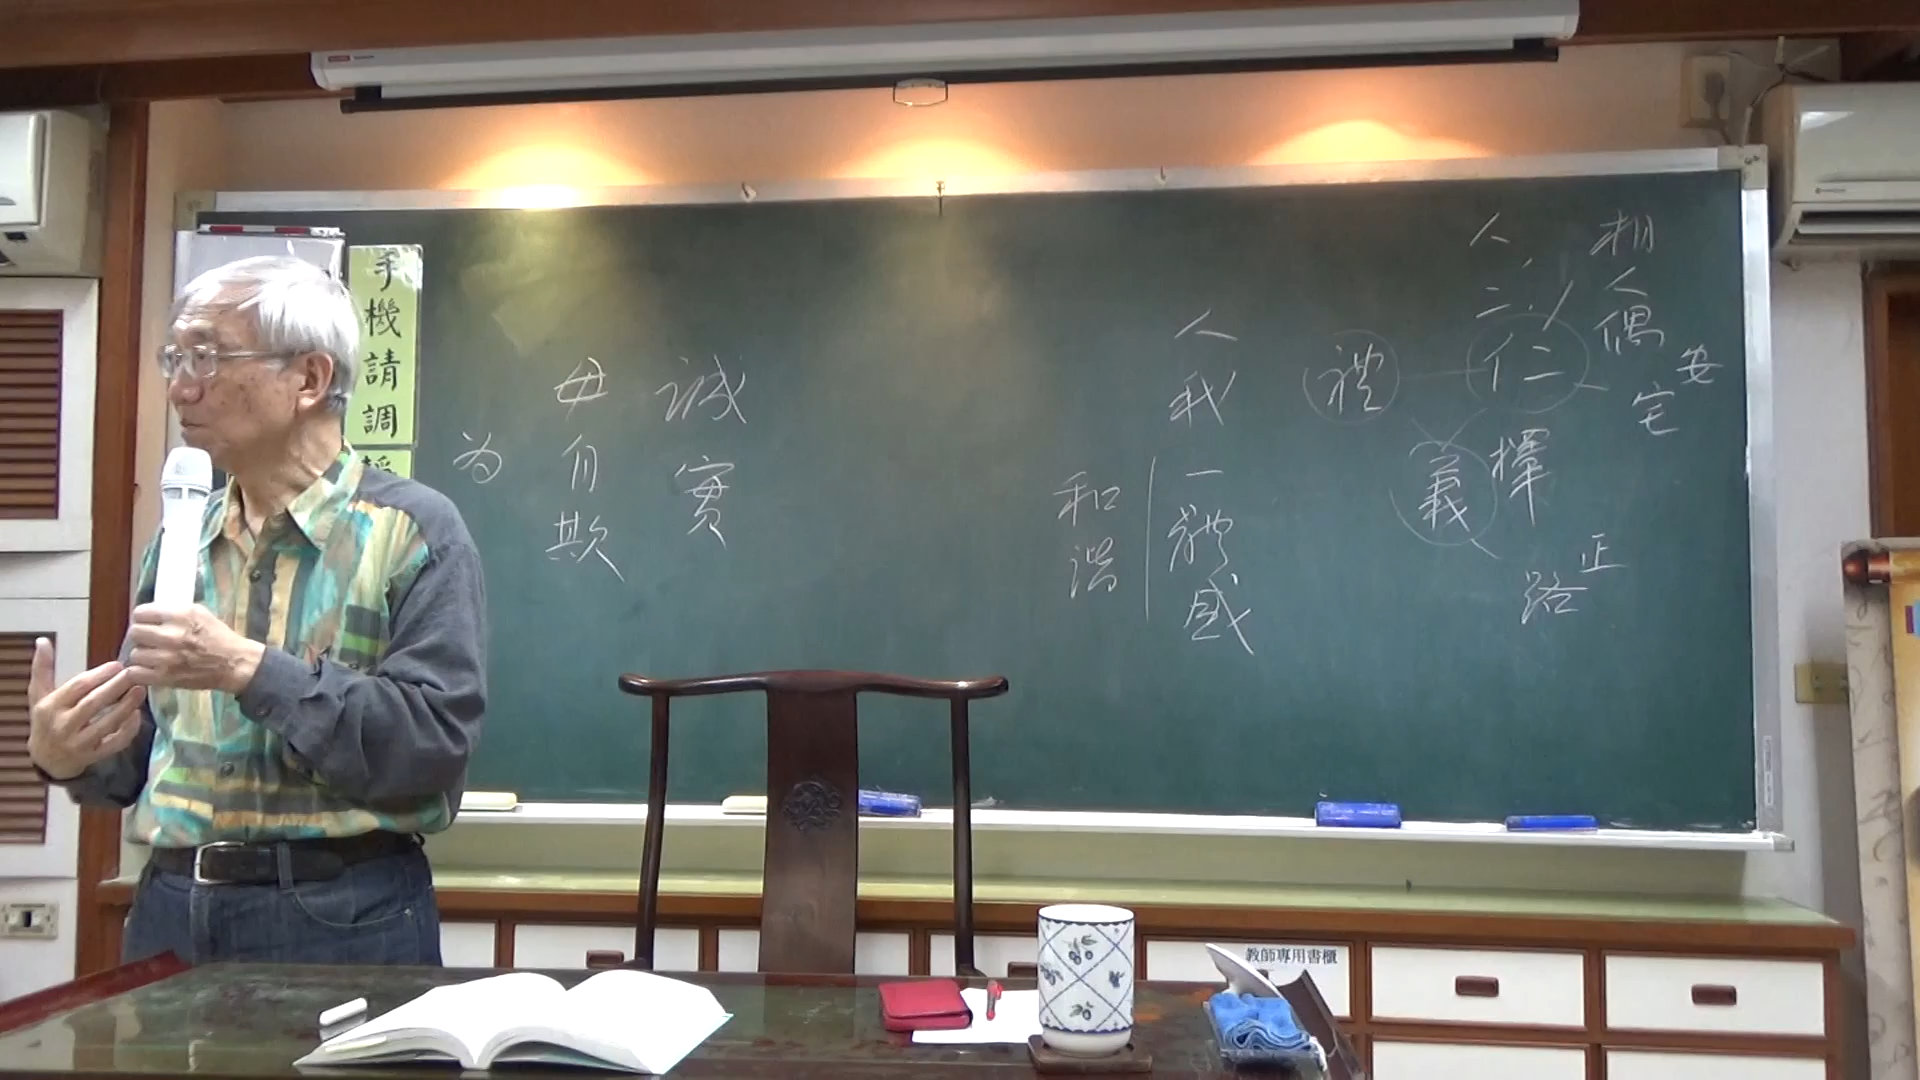 相人偶
安宅
人二
仁
擇
正路
義
禮
人我一體感
和諧
誠實
毋自欺
为
手機請調
教師專用書櫃